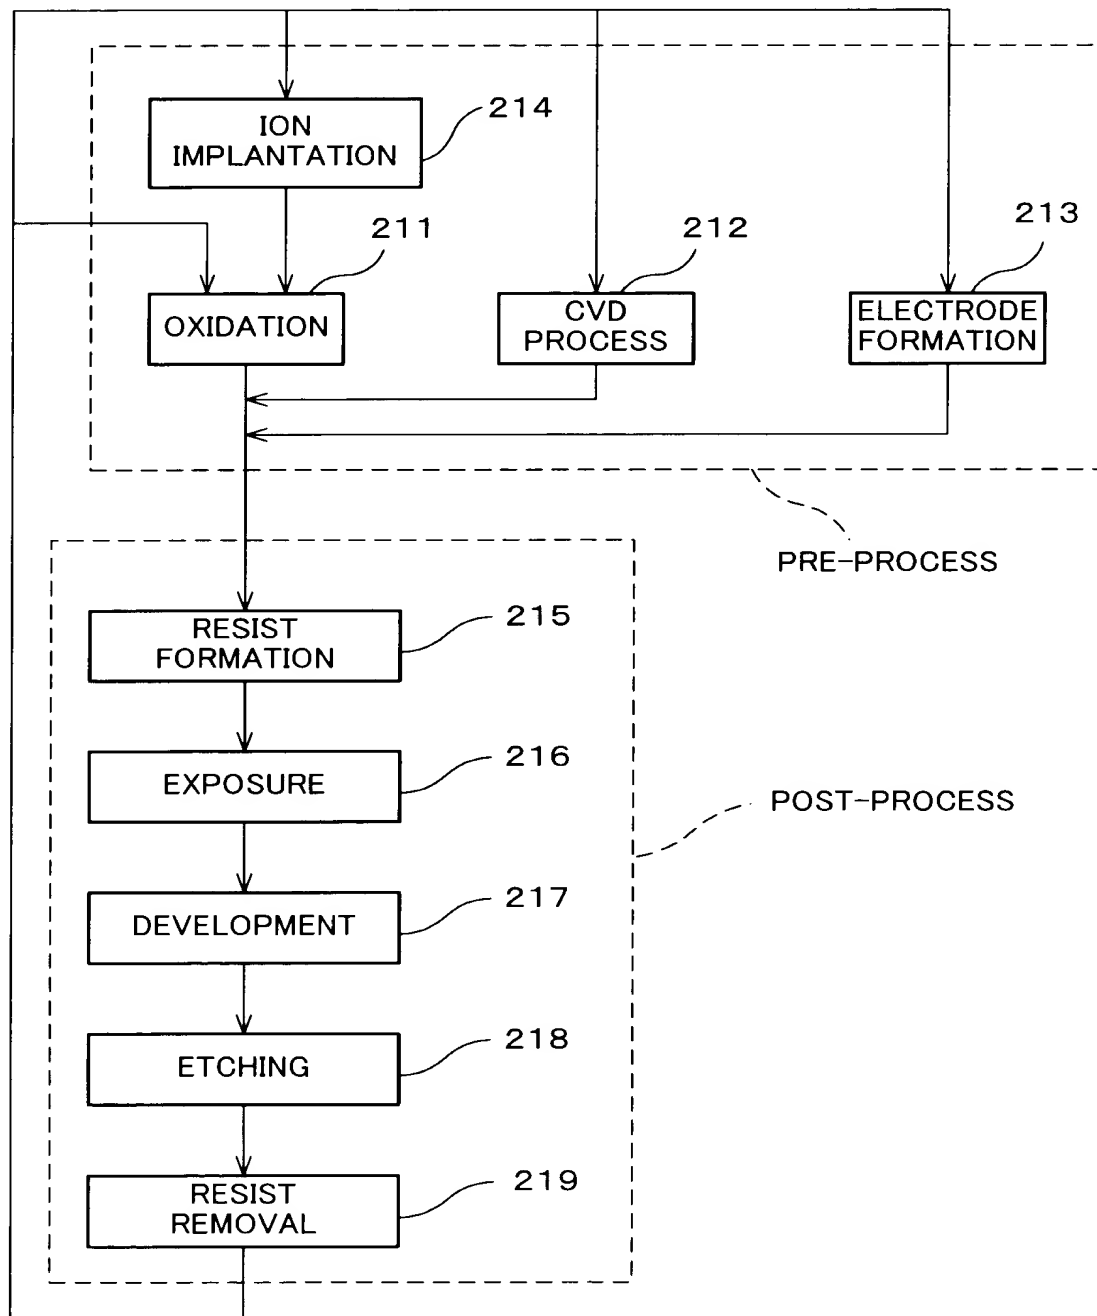 ION
IMPLANTATION
214
211
212
213
OXIDATION
CVD
PROCESS
ELECTRODE
FORMATION
PRE-PROCESS
RESIST
FORMATION
215
EXPOSURE
216
POST-PROCESS
DEVELOPMENT
217
ETCHING
218
RESIST
REMOVAL
219